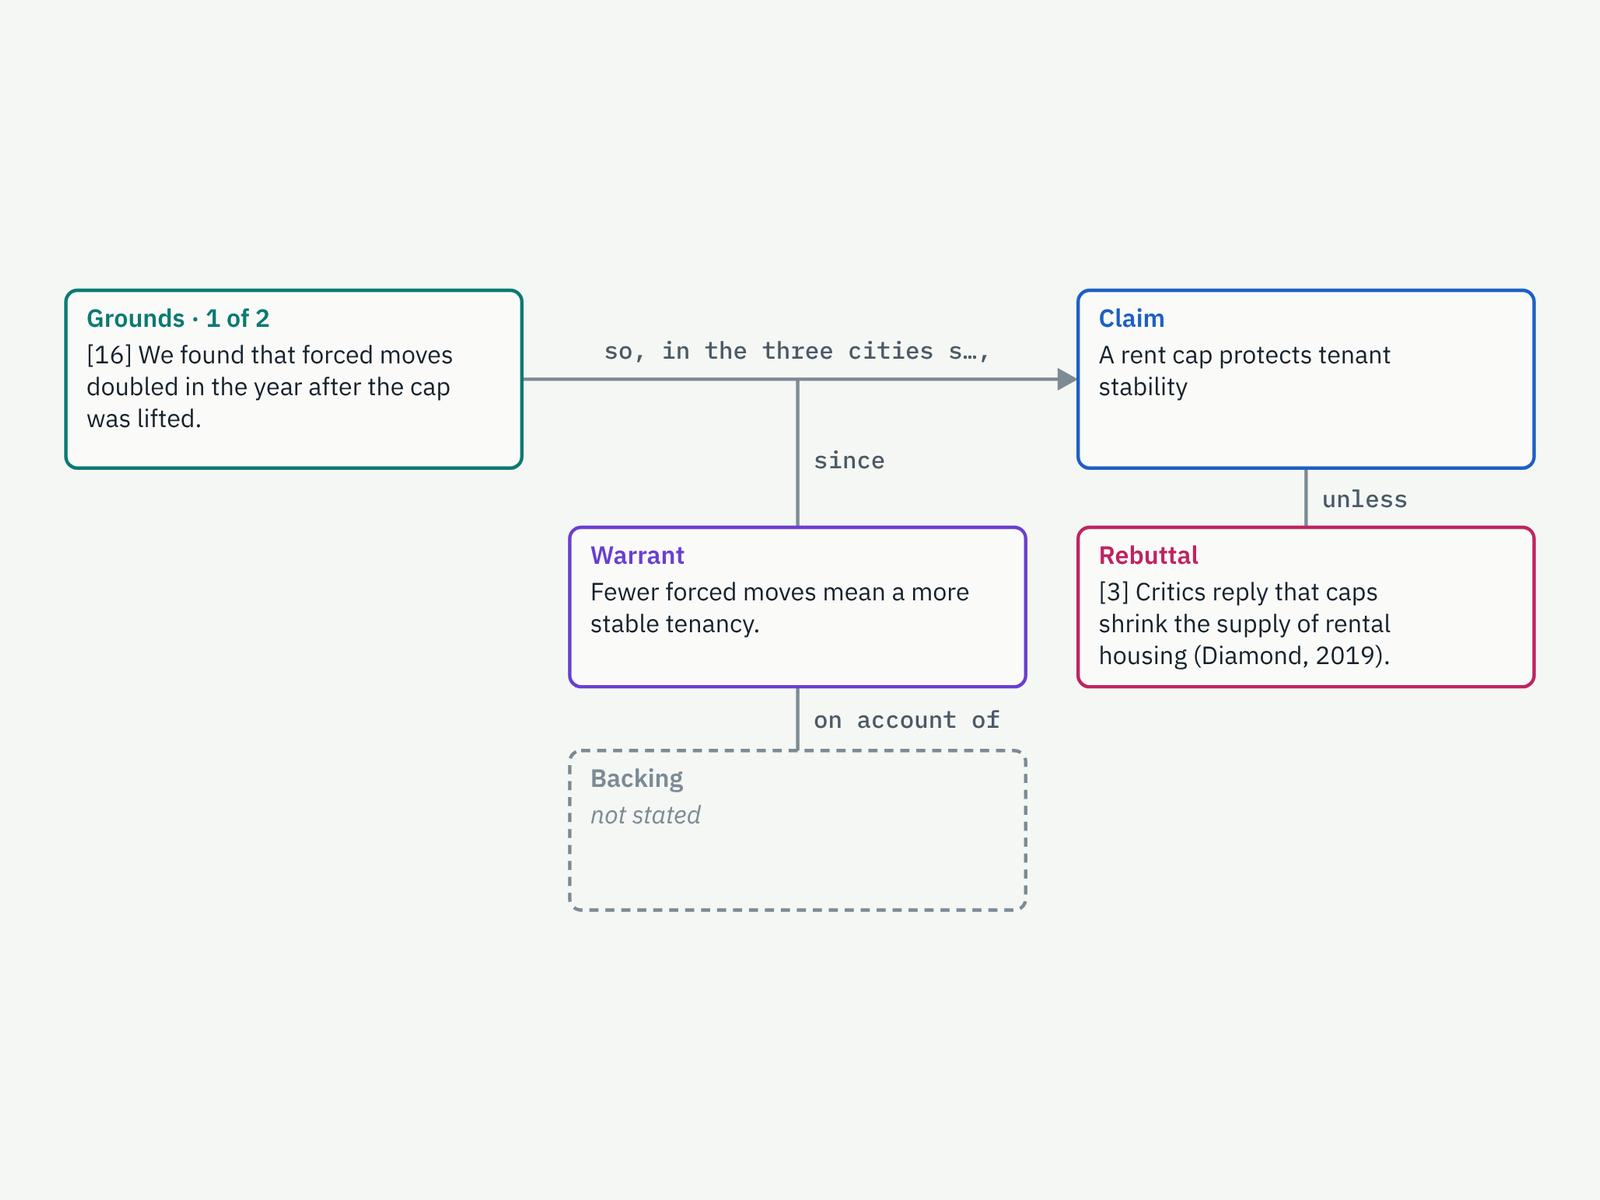 Grounds · 1 of 2
[16] We found that forced moves
doubled in the year after the cap
was lifted.
so, in the three cities s…,
Claim
A rent cap protects tenant
stability
since
unless
Warrant
Fewer forced moves mean a more
stable tenancy.
Rebuttal
[3] Critics reply that caps
shrink the supply of rental
housing (Diamond, 2019).
on account of
Backing
not stated